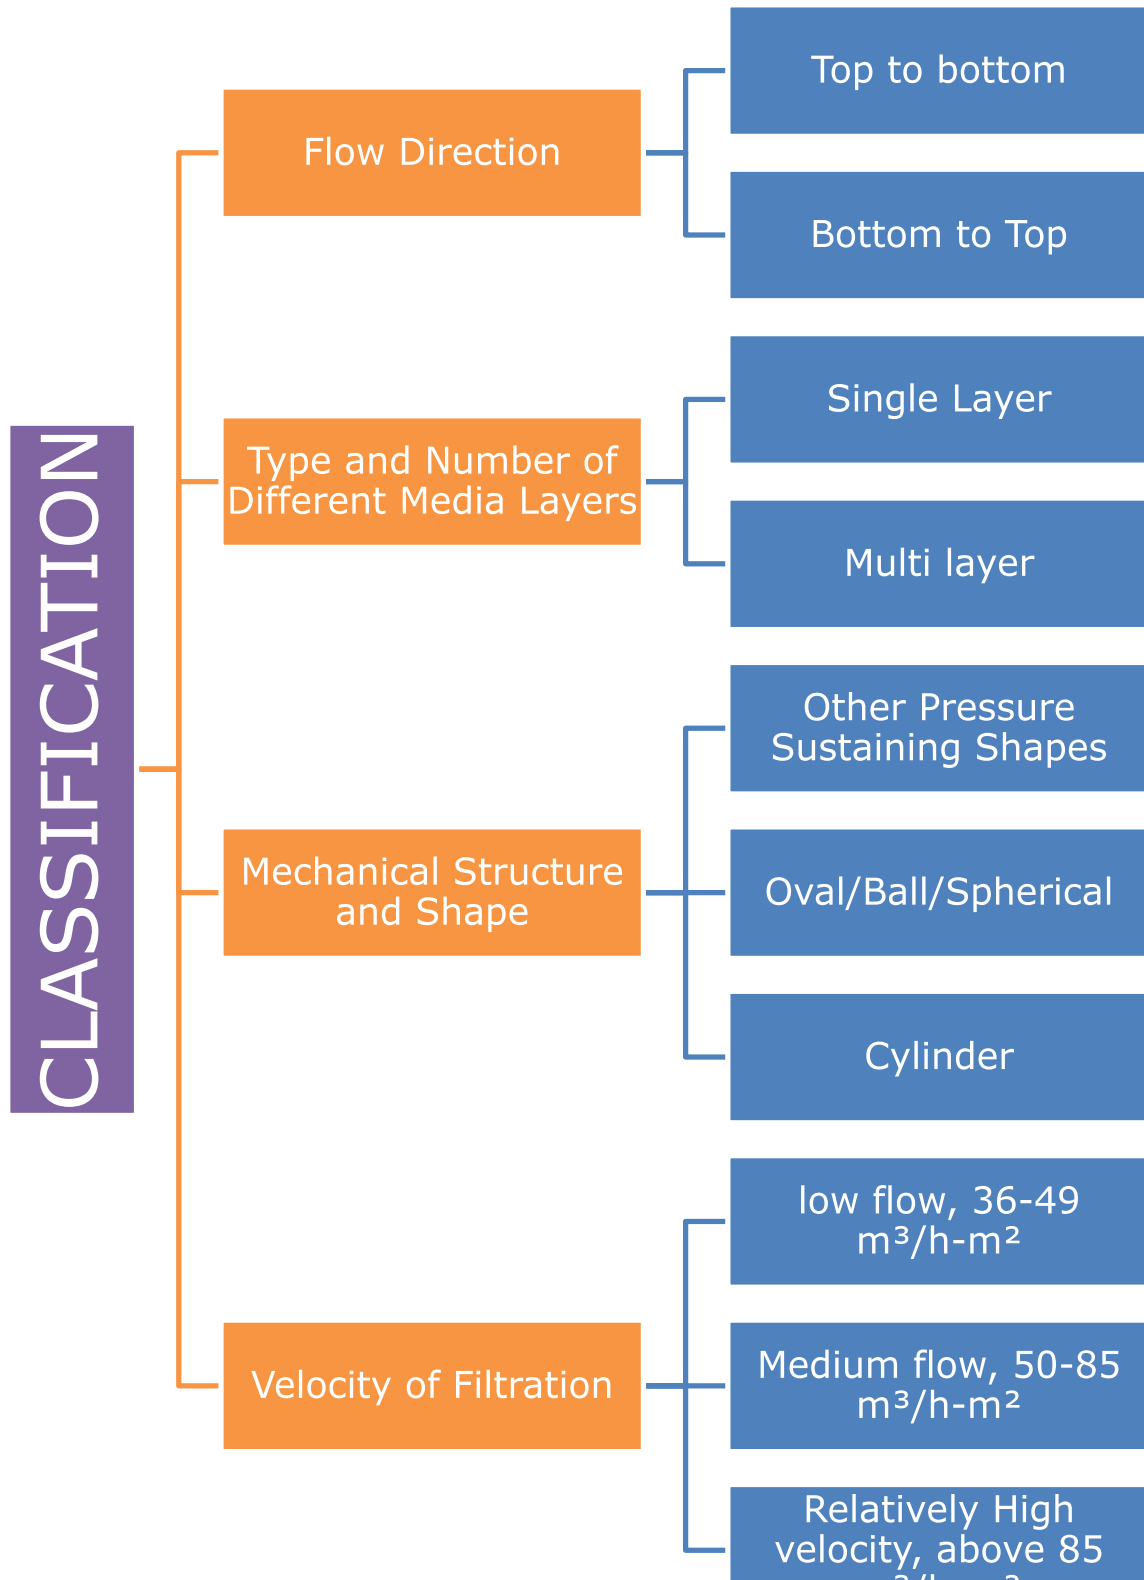 CLASSIFICATION
Flow Direction
Top to bottom
Bottom to Top
Type and Number of
Different Media Layers
Single Layer
Multi layer
Mechanical Structure
and Shape
Other Pressure
Sustaining Shapes
Oval/Ball/Spherical
Cylinder
Velocity of Filtration
low flow, 36-49
m³/h-m²
Medium flow, 50-85
m³/h-m²
Relatively High
velocity, above 85